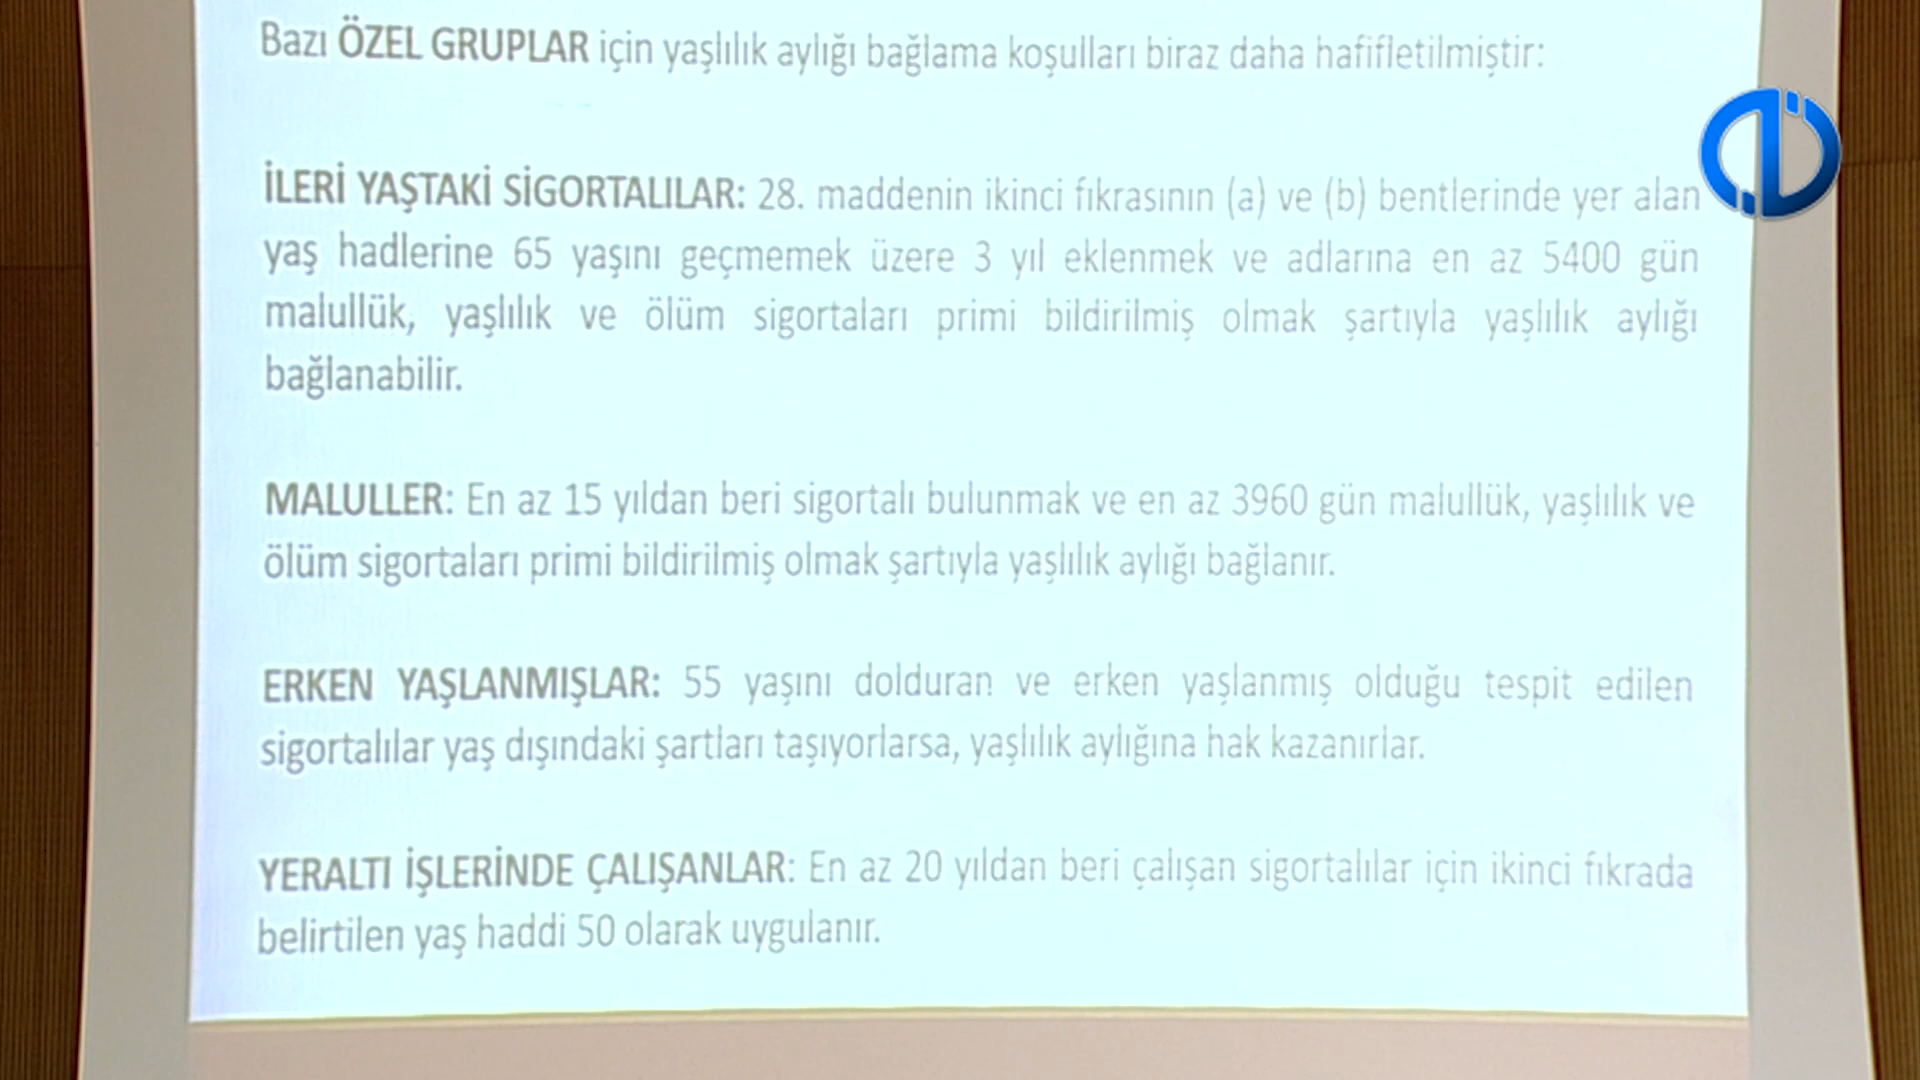 Bazı ÖZEL GRUPLAR için yaşlılık aylığı bağlama koşulları biraz daha hafifletilmiştir:
İLERİ YAŞTAKİ SİGORTALILAR: 28. maddenin ikinci fıkrasının (a) ve (b) bentlerinde yer alan
yaş hadlerine 65 yaşını geçmemek üzere 3 yıl eklenmek ve adlarına en az 5400 gün
malullük, yaşlılık ve ölüm sigortaları primi bildirilmiş olmak şartıyla yaşlılık aylığı
bağlanabilir.
MALULLER: En az 15 yıldan beri sigortalı bulunmak ve en az 3960 gün malullük, yaşlılık ve
ölüm sigortaları primi bildirilmiş olmak şartıyla yaşlılık aylığı bağlanır.
ERKEN YAŞLANMIŞLAR: 55 yaşını dolduran ve erken yaşlanmış olduğu tespit edilen
sigortalılar yaş dışındaki şartları taşıyorlarsa, yaşlılık aylığına hak kazanırlar.
YERALTI İŞLERİNDE ÇALIŞANLAR: En az 20 yıldan beri çalışan sigortalılar için ikinci fıkrada
belirtilen yaş haddi 50 olarak uygulanır.